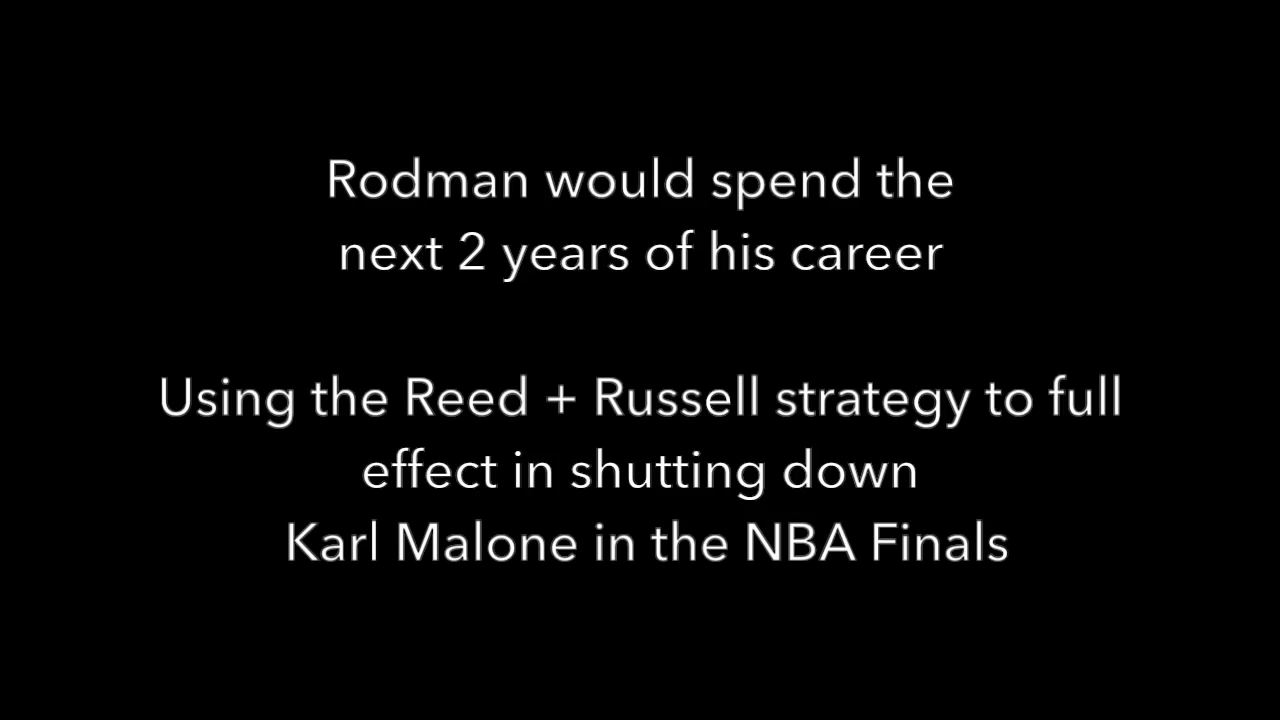 Rodman would spend the
next 2 years of his career
Using the Reed + Russell strategy to full
effect in shutting down
Karl Malone in the NBA Finals